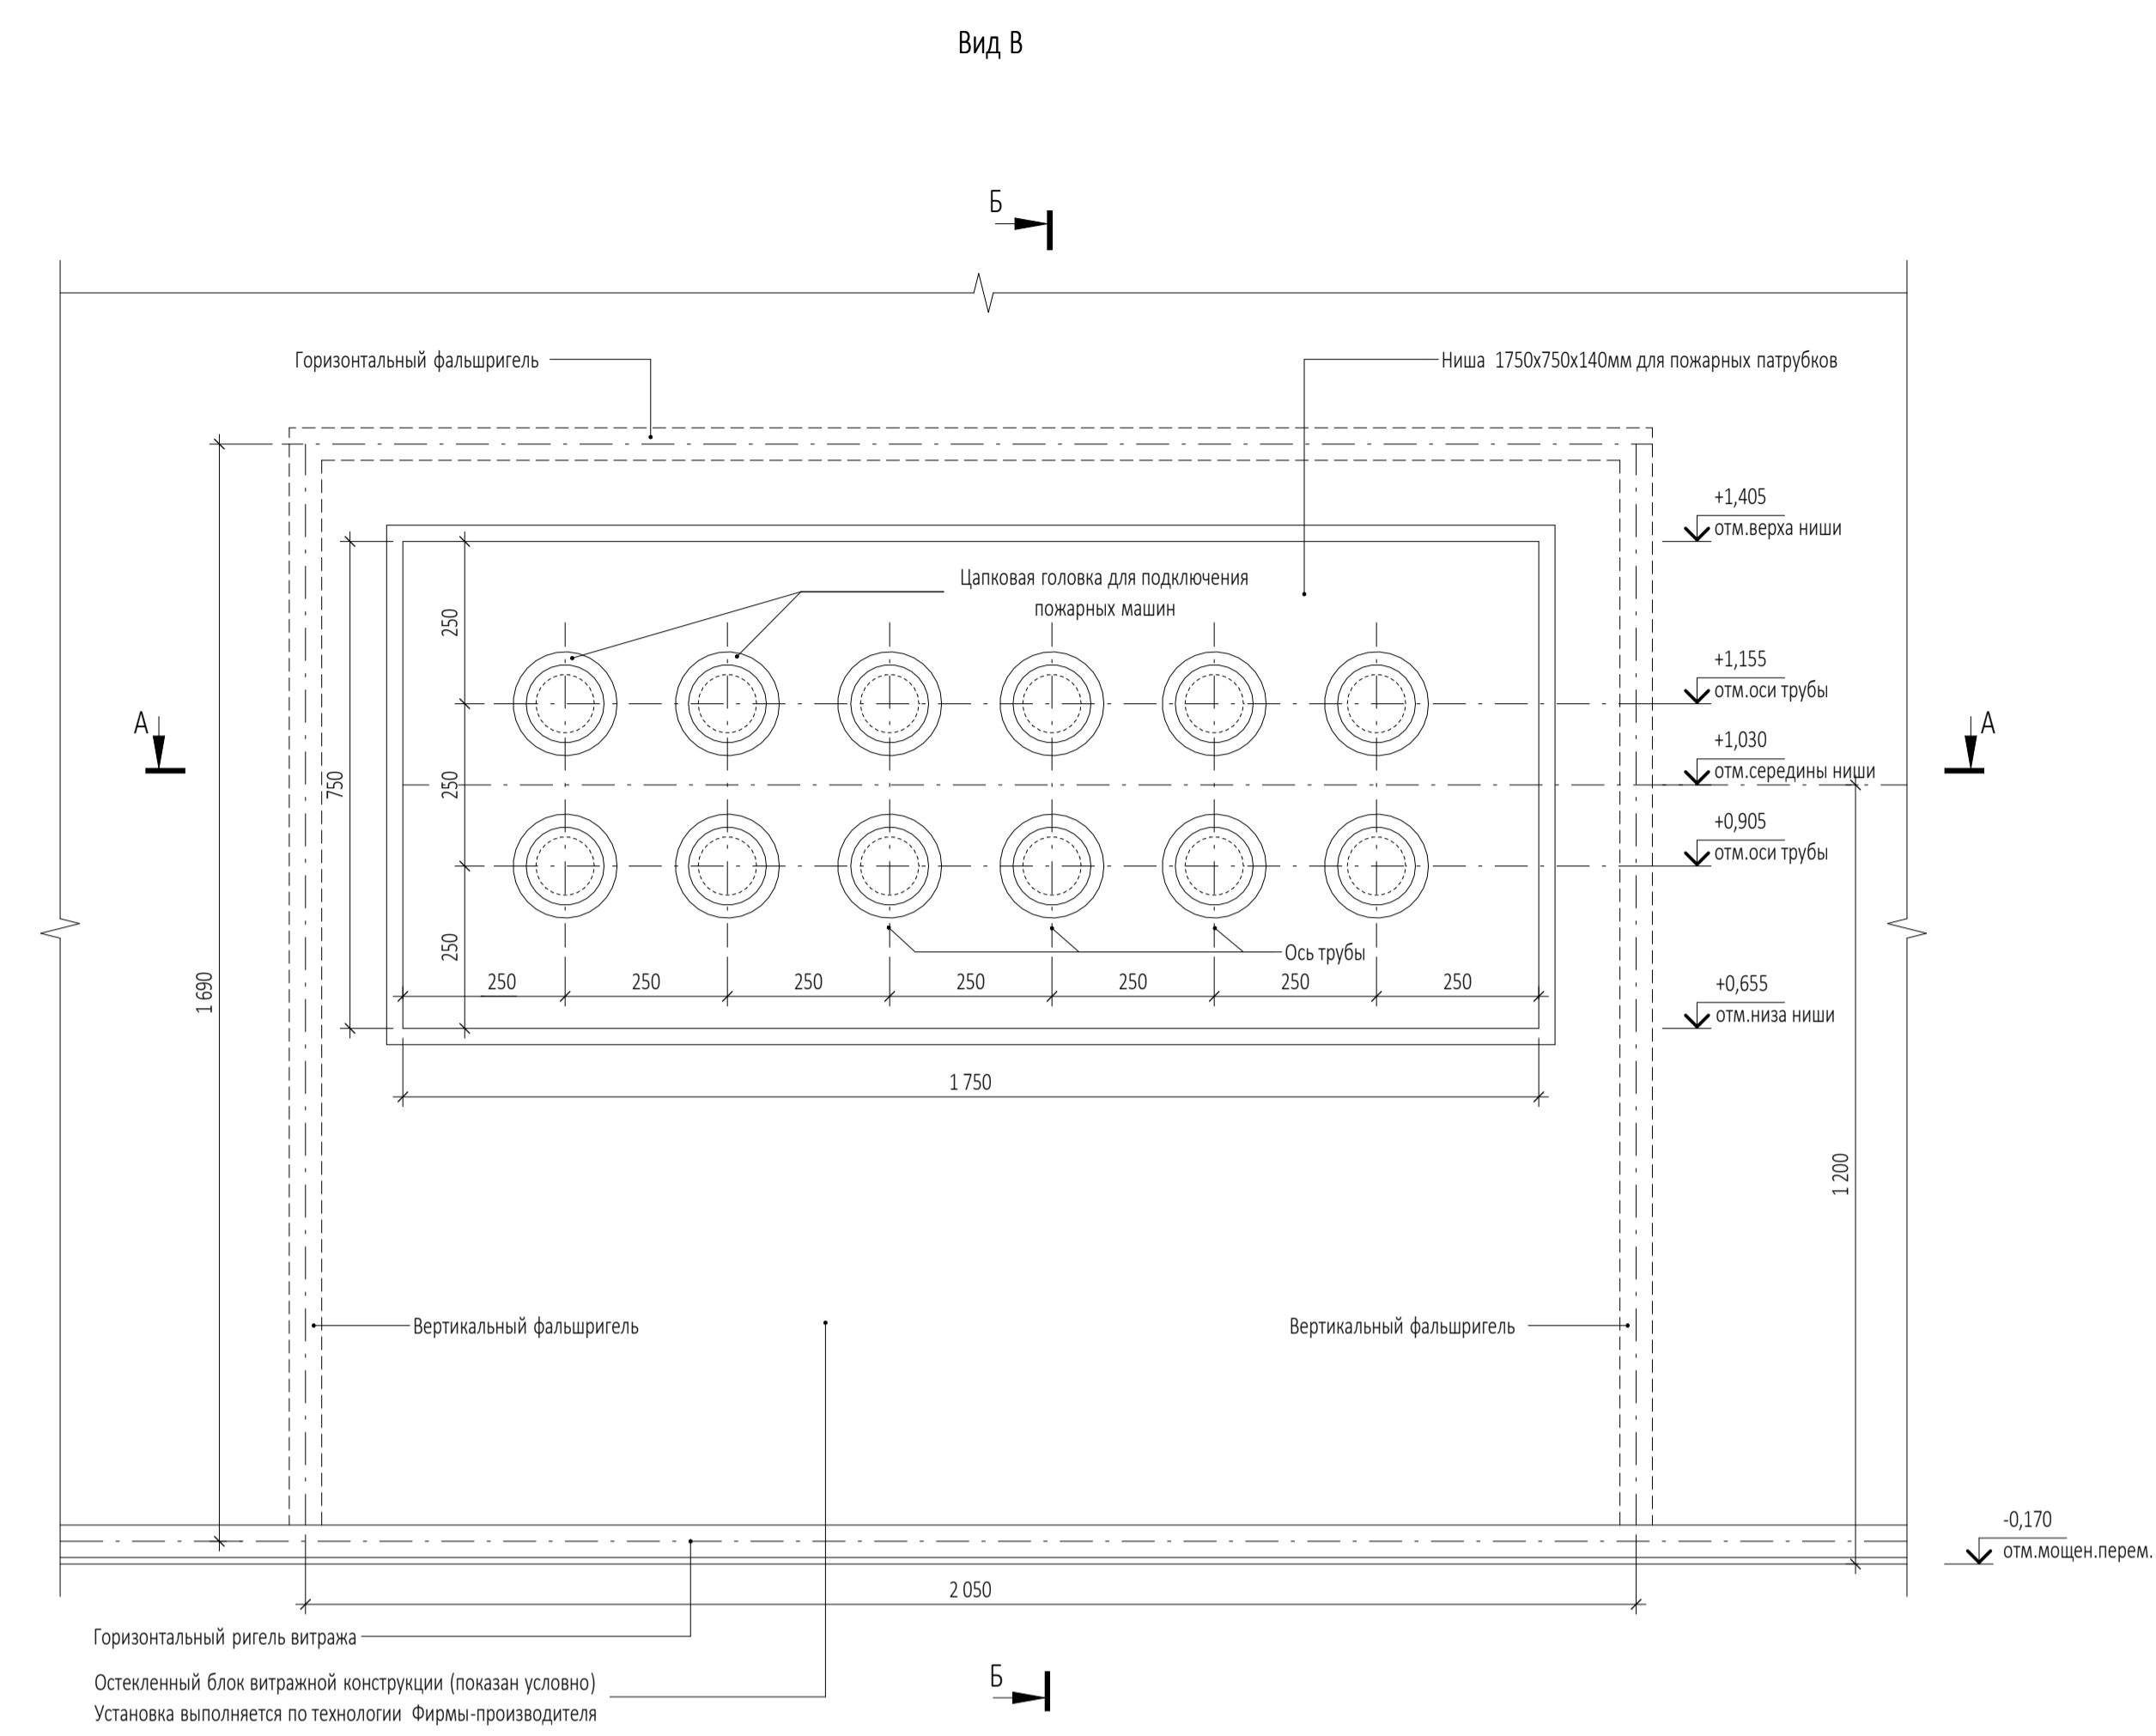 Вид В
Б
Горизонтальный фальшригель
Ниша 1750х750х140мм для пожарных патрубков
+1,405
отм.верха ниши
Цапковая головка для подключения
пожарных машин
250
+1,155
отм.оси трубы
А
А
+1,030
отм.середины ниши
750
250
+0,905
отм.оси трубы
250
Ось трубы
250
250
250
250
250
250
250
+0,655
отм.низа ниши
1 690
1 750
1 200
Вертикальный фальшригель
Вертикальный фальшригель
-0,170
отм.мощен.перем.
2 050
Горизонтальный ригель витража
Б
Остекленный блок витражной конструкции (показан условно)
Установка выполняется по технологии Фирмы-производителя